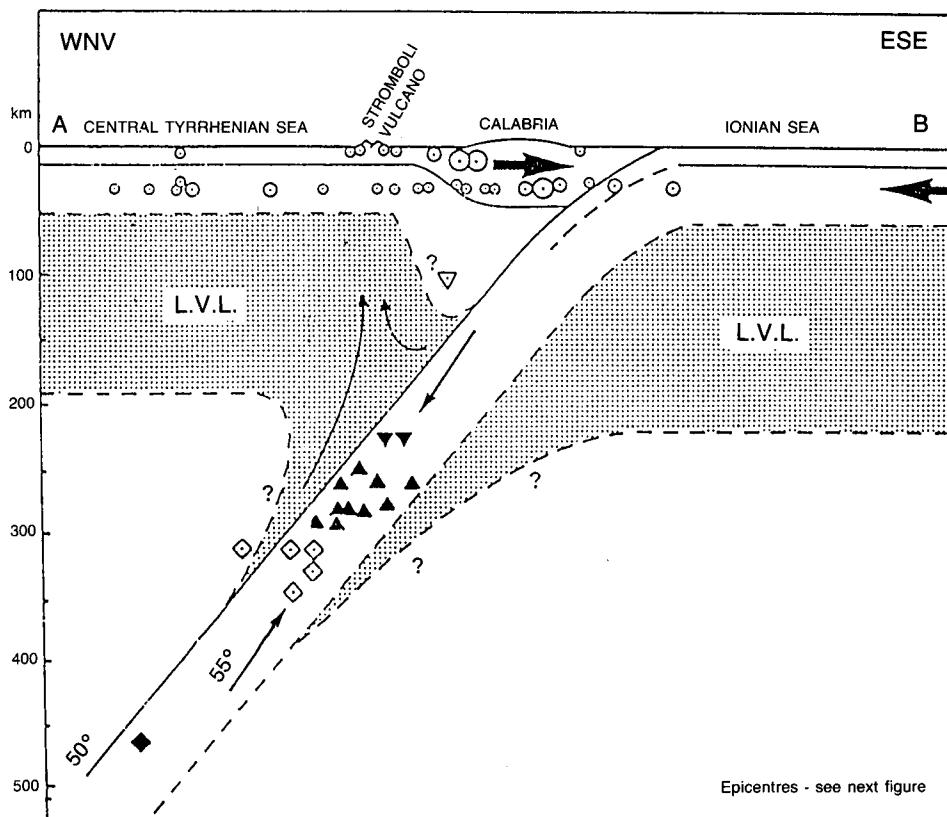 WNV
ESE
STROMBOLI
VULCANO
km
A
CENTRAL TYRRHENIAN SEA
CALABRIA
IONIAN SEA
B
0
100
?
L.V.L.
L.V.L.
200
?
?
300
?
400
55°
50°
500
Epicentres - see next figure